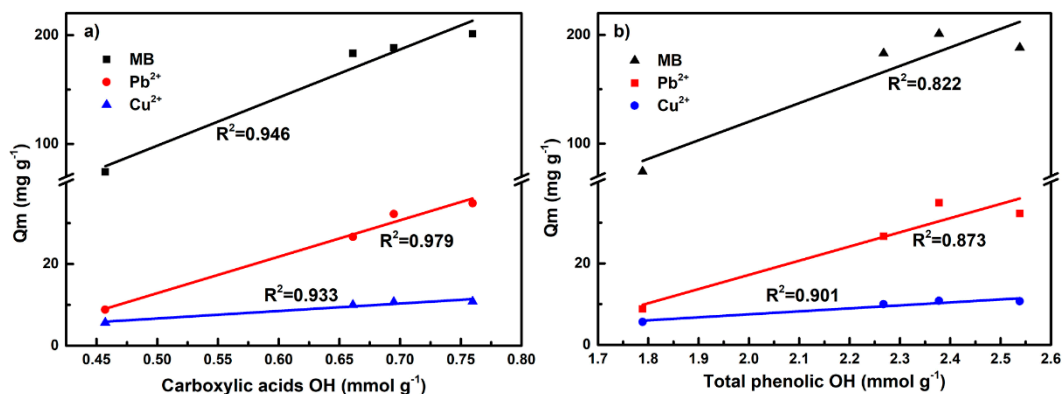 a)
MB
Pb²⁺
Cu²⁺
R²=0.946
R²=0.979
R²=0.933
Qm (mg g⁻¹)
200
100
20
0
0.45 0.50 0.55 0.60 0.65 0.70 0.75 0.80
Carboxylic acids OH (mmol g⁻¹)
b)
MB
Pb²⁺
Cu²⁺
R²=0.822
R²=0.873
R²=0.901
Qm (mg g⁻¹)
200
100
20
0
1.7 1.8 1.9 2.0 2.1 2.2 2.3 2.4 2.5 2.6
Total phenolic OH (mmol g⁻¹)